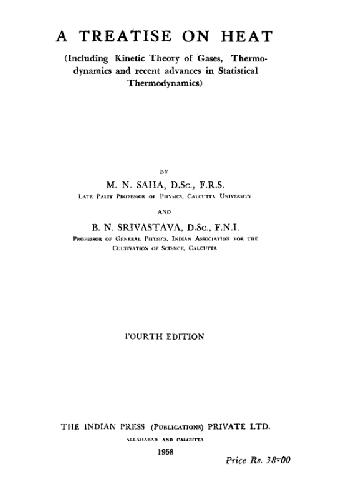 A TREATISE ON HEAT
(Including Kinetic Theory of Gases, Thermo-
dynamics and recent advances in Statistical
Thermodynamics)
BY
M. N. SAHA, D.Sc., F.R.S.
LATE PALIT PROFESSOR OF PHYSICS, CALCUTTA UNIVERSITY
AND
B. N. SRIVASTAVA, D.Sc., F.N.I.
PROFESSOR OF GENERAL PHYSICS, INDIAN ASSOCIATION FOR THE
CULTIVATION OF SCIENCE, CALCUTTA
FOURTH EDITION
THE INDIAN PRESS (PUBLICATIONS) PRIVATE LTD.
ALLAHABAD AND CALCUTTA
1958
Price Rs. 38=00